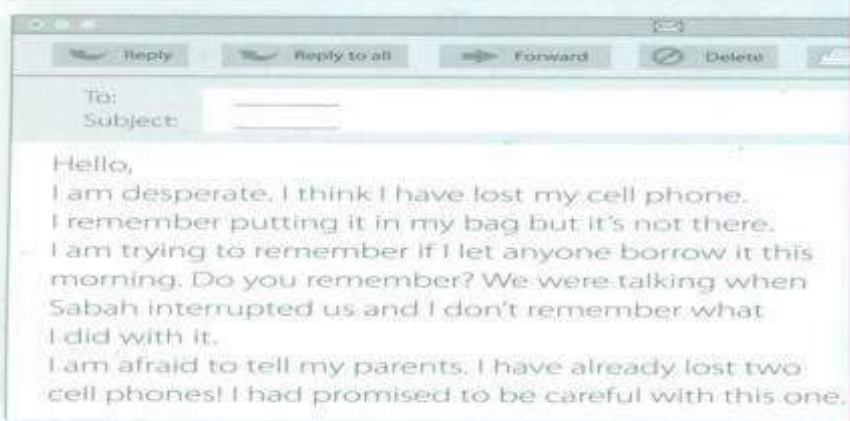 Reply Reply to all Forward Delete
To:
Subject:
Hello,
I am desperate. I think I have lost my cell phone.
I remember putting it in my bag but it's not there.
I am trying to remember if I let anyone borrow it this
morning. Do you remember? We were talking when
Sabah interrupted us and I don't remember what
I did with it.
I am afraid to tell my parents. I have already lost two
cell phones! I had promised to be careful with this one.